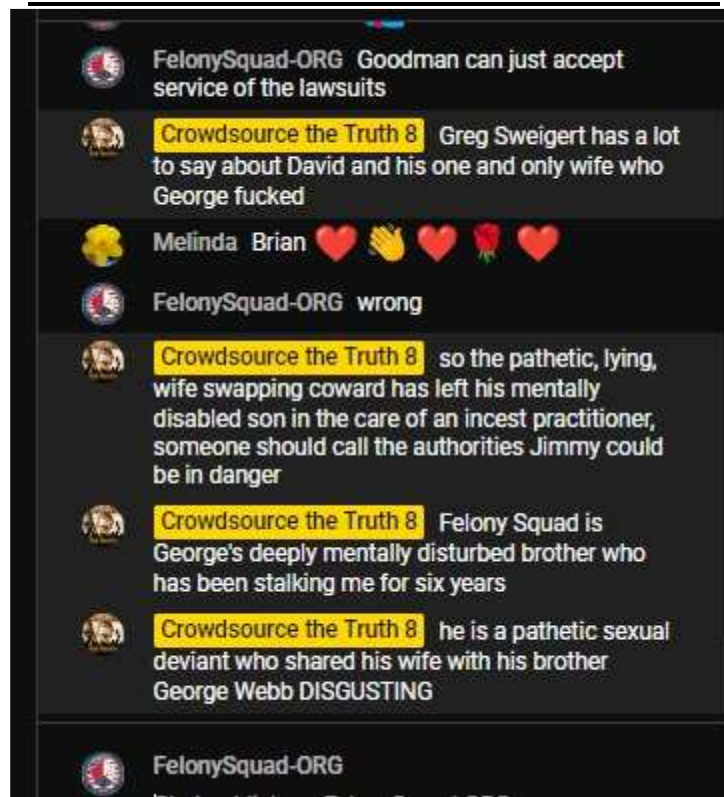 FelonySquad-ORG Goodman can just accept
service of the lawsuits
Crowdsource the Truth 8 Greg Sweigert has a lot
to say about David and his one and only wife who
George fucked
Melinda Brian ❤️ 👏 ❤️ 🌹 ❤️
FelonySquad-ORG wrong
Crowdsource the Truth 8 so the pathetic, lying,
wife swapping coward has left his mentally
disabled son in the care of an incest practitioner,
someone should call the authorities Jimmy could
be in danger
Crowdsource the Truth 8 Felony Squad is
George's deeply mentally disturbed brother who
has been stalking me for six years
Crowdsource the Truth 8 he is a pathetic sexual
deviant who shared his wife with his brother
George Webb DISGUSTING
FelonySquad-ORG